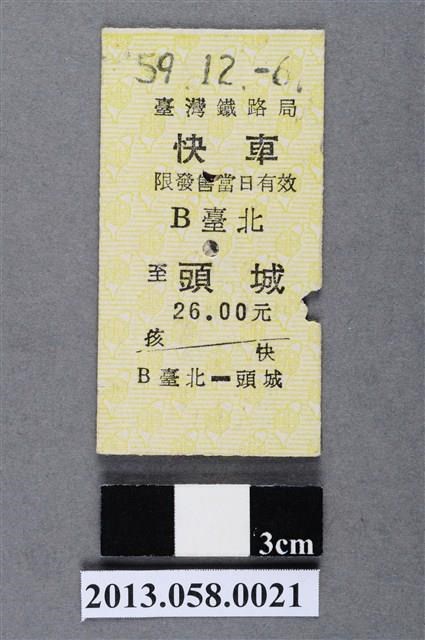 59.12.-6.
臺灣鐵路局
快車
限發售當日有效
B臺北
至頭城
26.00元
孩 快
B臺北—頭城
3cm
2013.058.0021